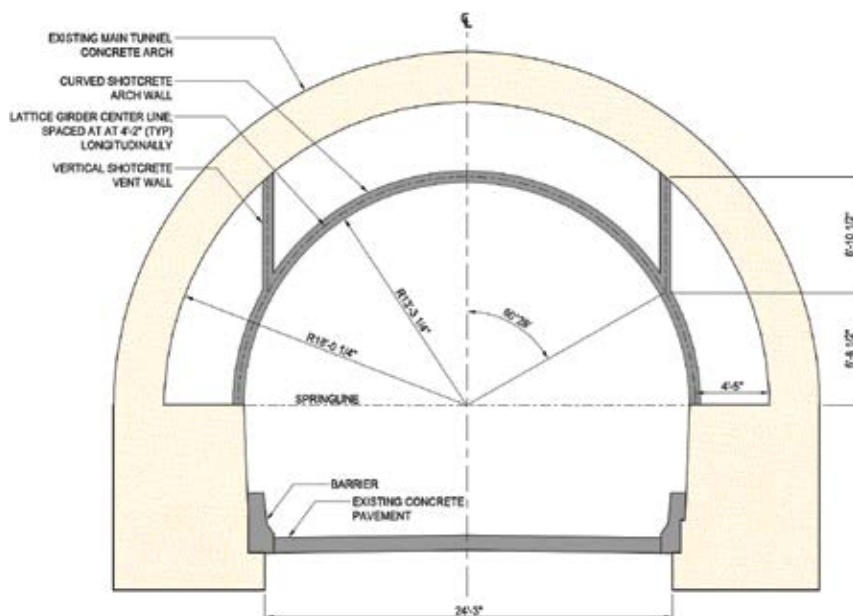 ℄
EXISTING MAIN TUNNEL
CONCRETE ARCH
CURVED SHOTCRETE
ARCH WALL
LATTICE GIRDER CENTER LINE,
SPACED AT AT 4'-2" (TYP)
LONGITUDINALLY
VERTICAL SHOTCRETE
VENT WALL
6'-10 1/2"
R13'-3 1/4"
60°28'
R18'-0 1/4"
6'-8 1/2"
4'-5"
SPRINGLINE
BARRIER
EXISTING CONCRETE
PAVEMENT
24'-3"